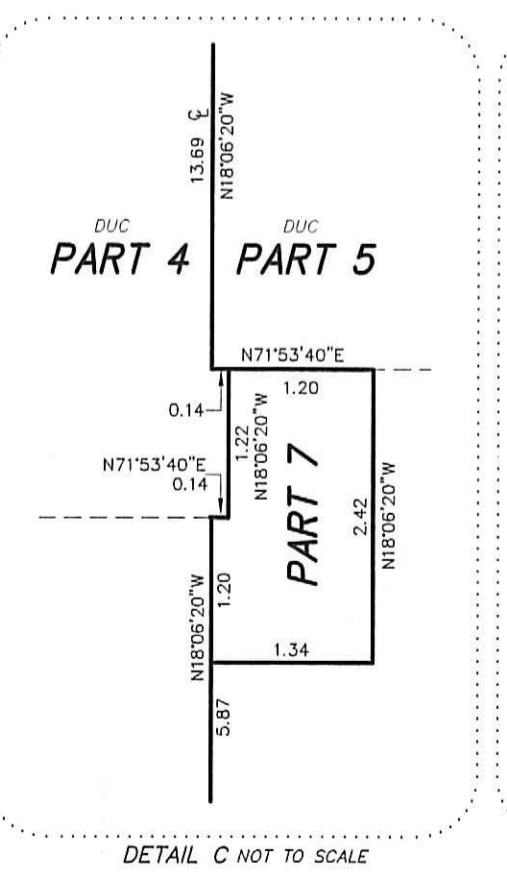 13.69 ℄
N18°06'20"W
DUC
PART 4
DUC
PART 5
N71°53'40"E
1.20
0.14
1.22
N18°06'20"W
N71°53'40"E
0.14
PART 7
2.42
N18°06'20"W
N18°06'20"W
1.20
1.34
5.87
DETAIL C NOT TO SCALE